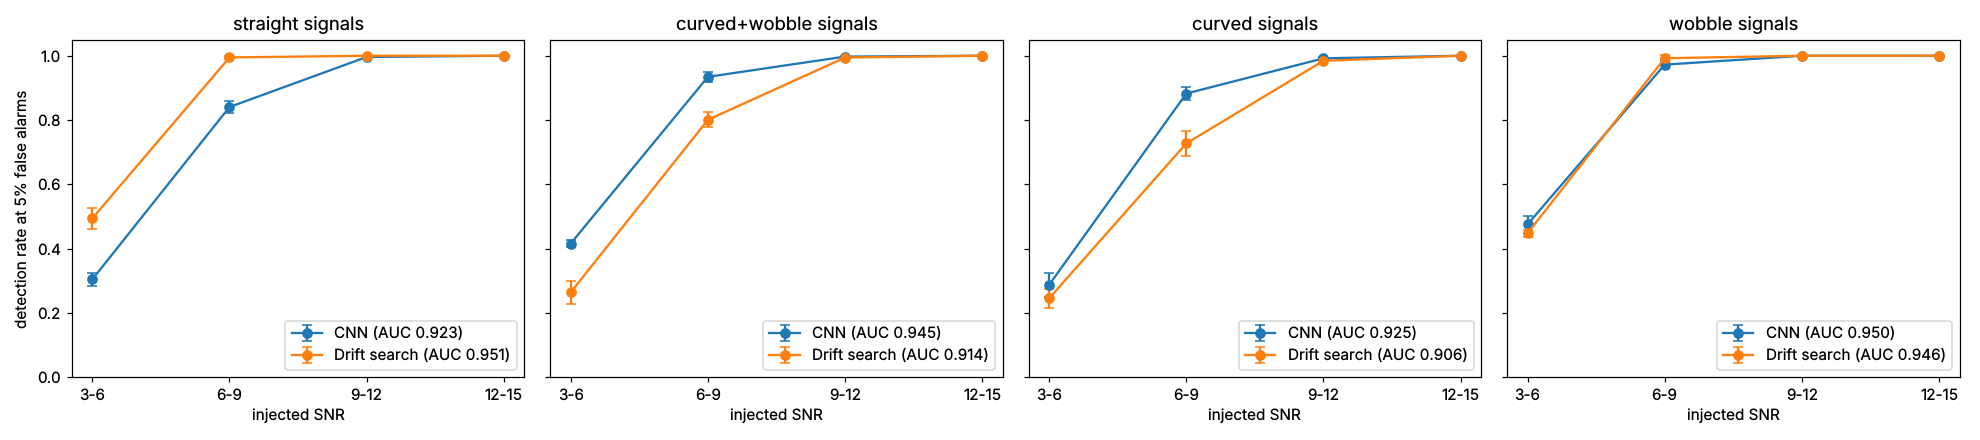 straight signals
curved+wobble signals
curved signals
wobble signals
detection rate at 5% false alarms
1.0
0.8
0.6
0.4
0.2
0.0
CNN (AUC 0.923)
Drift search (AUC 0.951)
3-6
6-9
9-12
12-15
injected SNR
CNN (AUC 0.945)
Drift search (AUC 0.914)
3-6
6-9
9-12
12-15
injected SNR
CNN (AUC 0.925)
Drift search (AUC 0.906)
3-6
6-9
9-12
12-15
injected SNR
CNN (AUC 0.950)
Drift search (AUC 0.946)
3-6
6-9
9-12
12-15
injected SNR